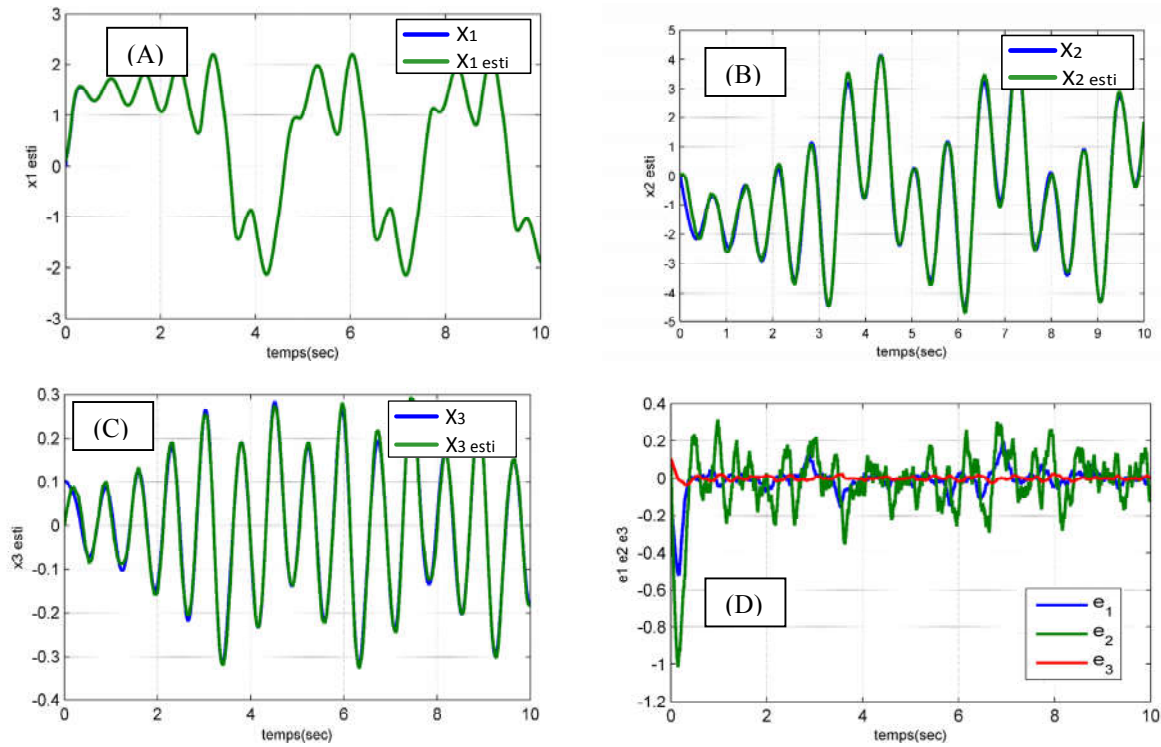 (A)
X1
X1 esti
3
2
1
0
-1
-2
-3
x1 esti
0 2 4 6 8 10
temps(sec)
(B)
X2
X2 esti
5
4
3
2
1
0
-1
-2
-3
-4
-5
x2 esti
0 1 2 3 4 5 6 7 8 9 10
temps(sec)
(C)
X3
X3 esti
0.3
0.2
0.1
0
-0.1
-0.2
-0.3
-0.4
x3 esti
0 2 4 6 8 10
temps(sec)
0.4
0.2
0
-0.2
-0.4
-0.6
-0.8
-1
-1.2
e1 e2 e3
(D)
e1
e2
e3
0 2 4 6 8 10
temps(sec)